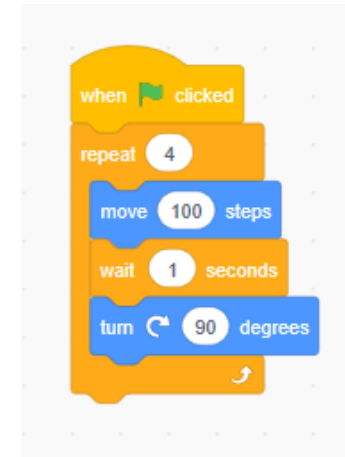 when clicked
repeat 4
move 100 steps
wait 1 seconds
turn 90 degrees